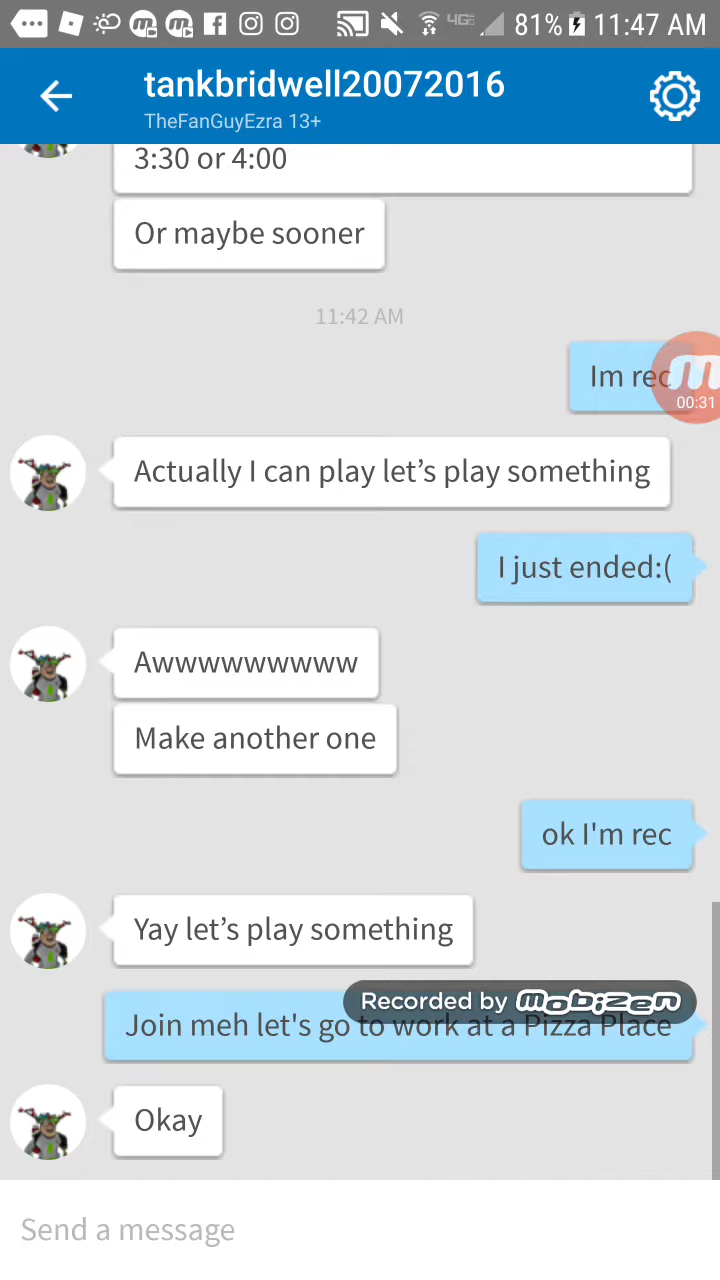 4GE 81% 11:47 AM
tankbridwell20072016
TheFanGuyEzra 13+
3:30 or 4:00
Or maybe sooner
11:42 AM
Im rec
00:31
Actually I can play let’s play something
I just ended:(
Awwwwwwwww
Make another one
ok I'm rec
Yay let’s play something
Recorded by mobizen
Join meh let's go to work at a Pizza Place
Okay
Send a message